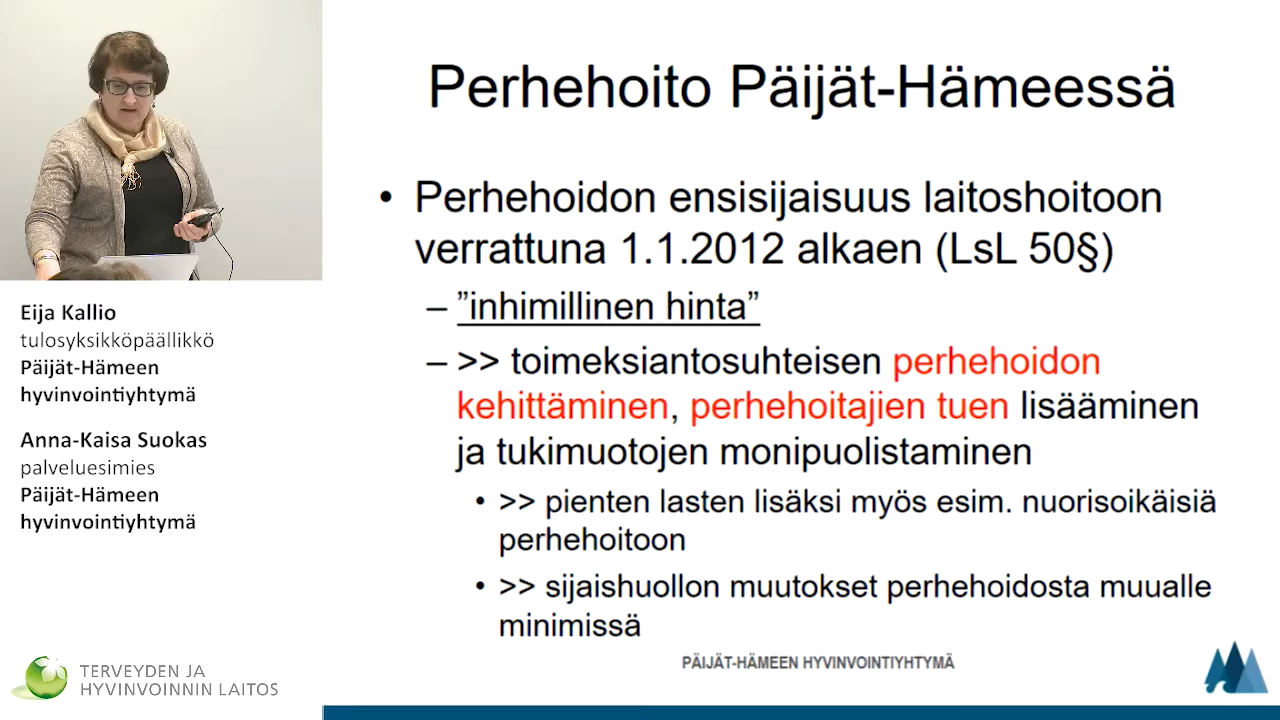 Perhehoito Päijät-Hämeessä
• Perhehoidon ensisijaisuus laitoshoitoon
verrattuna 1.1.2012 alkaen (LsL 50§)
– ”inhimillinen hinta”
– >> toimeksiantosuhteisen perhehoidon
kehittäminen, perhehoitajien tuen lisääminen
ja tukimuotojen monipuolistaminen
• >> pienten lasten lisäksi myös esim. nuorisoikäisiä
perhehoitoon
• >> sijaishuollon muutokset perhehoidosta muualle
minimissä
PÄIJÄT-HÄMEEN HYVINVOINTIYHTYMÄ
Eija Kallio
tulosyksikköpäällikkö
Päijät-Hämeen
hyvinvointiyhtymä
Anna-Kaisa Suokas
palveluesimies
Päijät-Hämeen
hyvinvointiyhtymä
TERVEYDEN JA
HYVINVOINNIN LAITOS